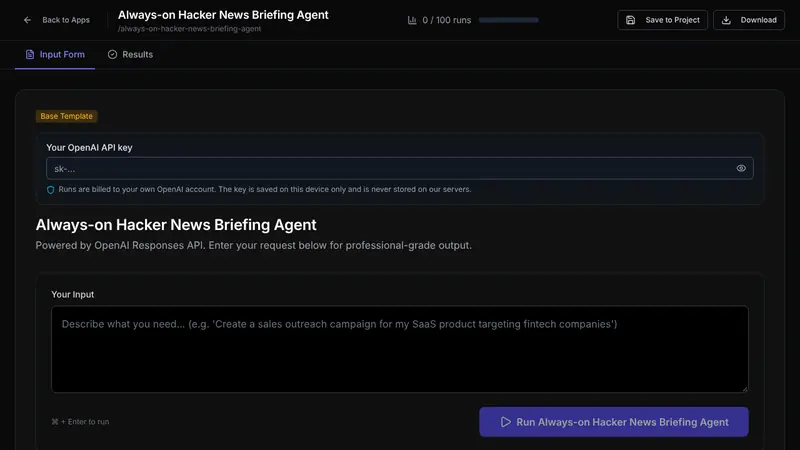 Back to Apps
Always-on Hacker News Briefing Agent
/always-on-hacker-news-briefing-agent
0 / 100 runs
Save to Project
Download
Input Form
Results
Base Template
Your OpenAI API key
sk-...
Runs are billed to your own OpenAI account. The key is saved on this device only and is never stored on our servers.
Always-on Hacker News Briefing Agent
Powered by OpenAI Responses API. Enter your request below for professional-grade output.
Your Input
Describe what you need... (e.g. 'Create a sales outreach campaign for my SaaS product targeting fintech companies')
⌘ + Enter to run
Run Always-on Hacker News Briefing Agent